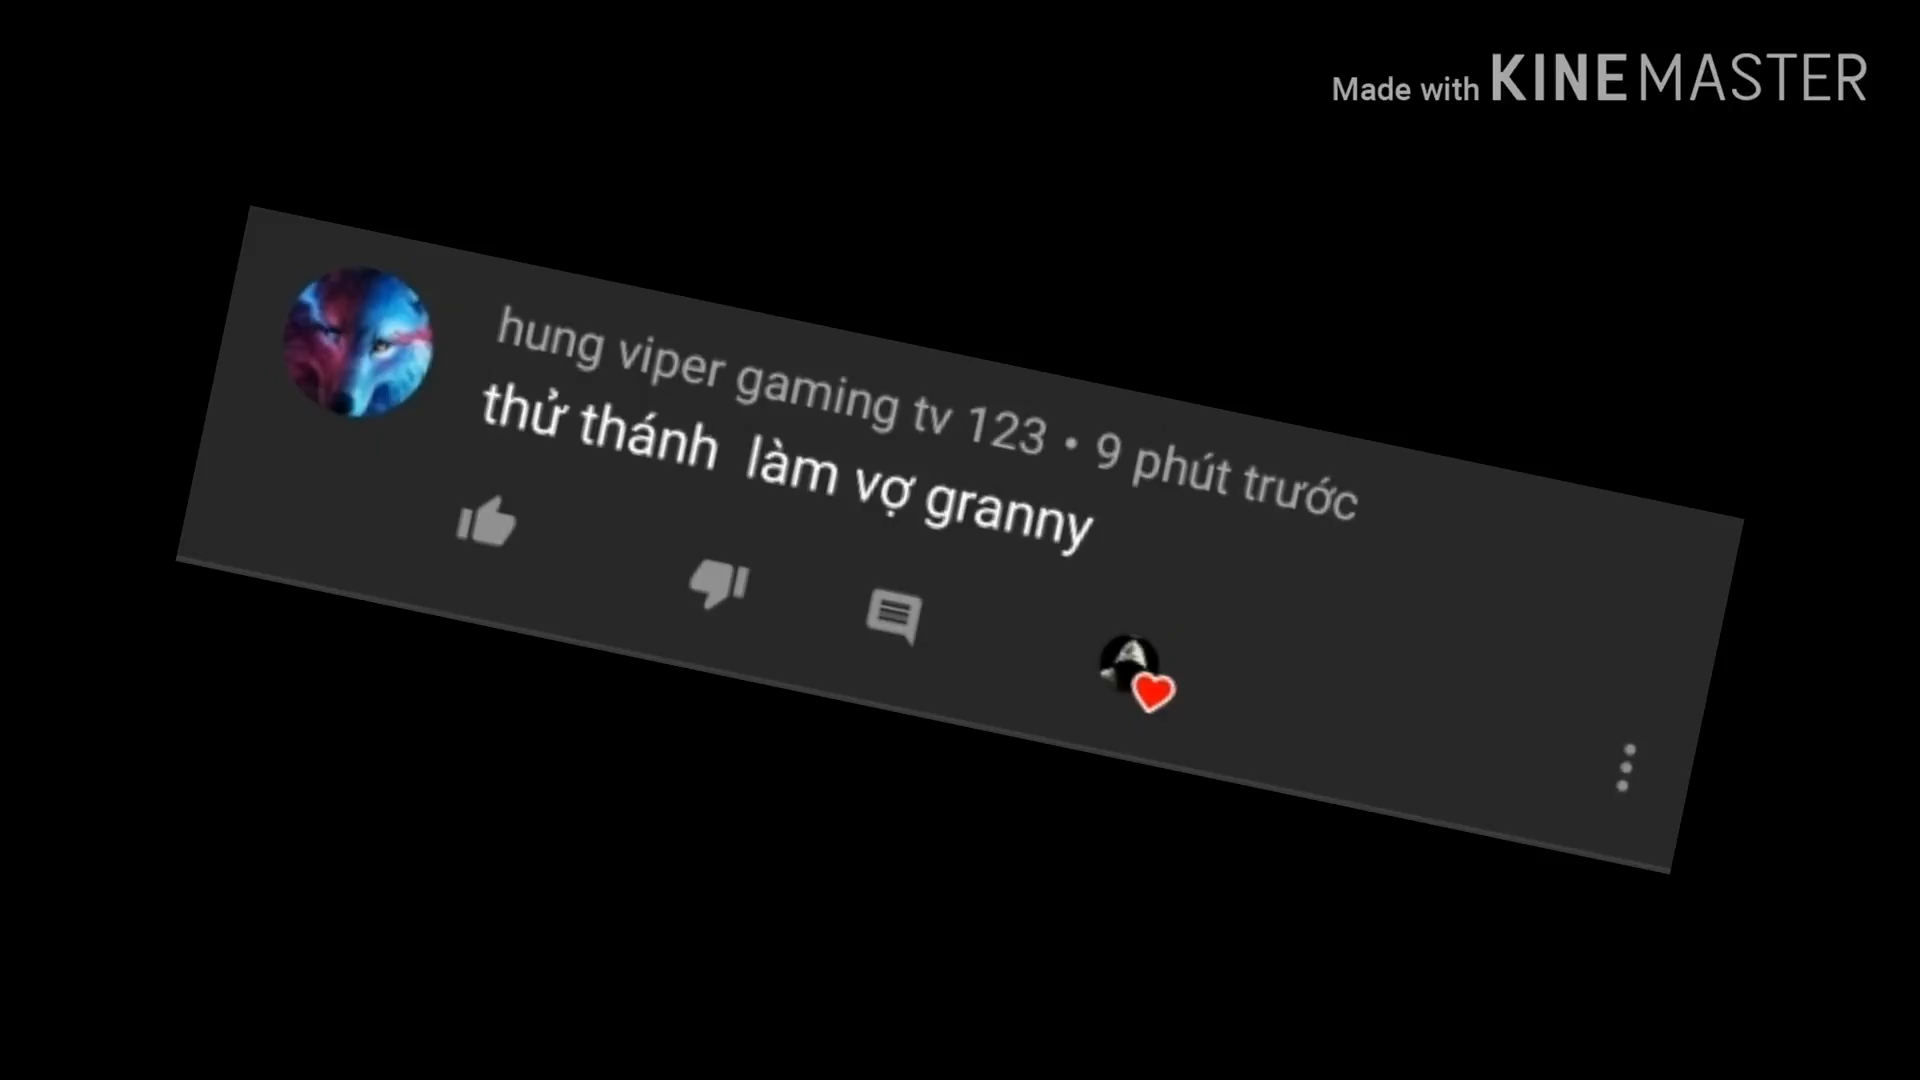 Made with KINEMASTER
hung viper gaming tv 123 • 9 phút trước
thử thánh làm vợ granny